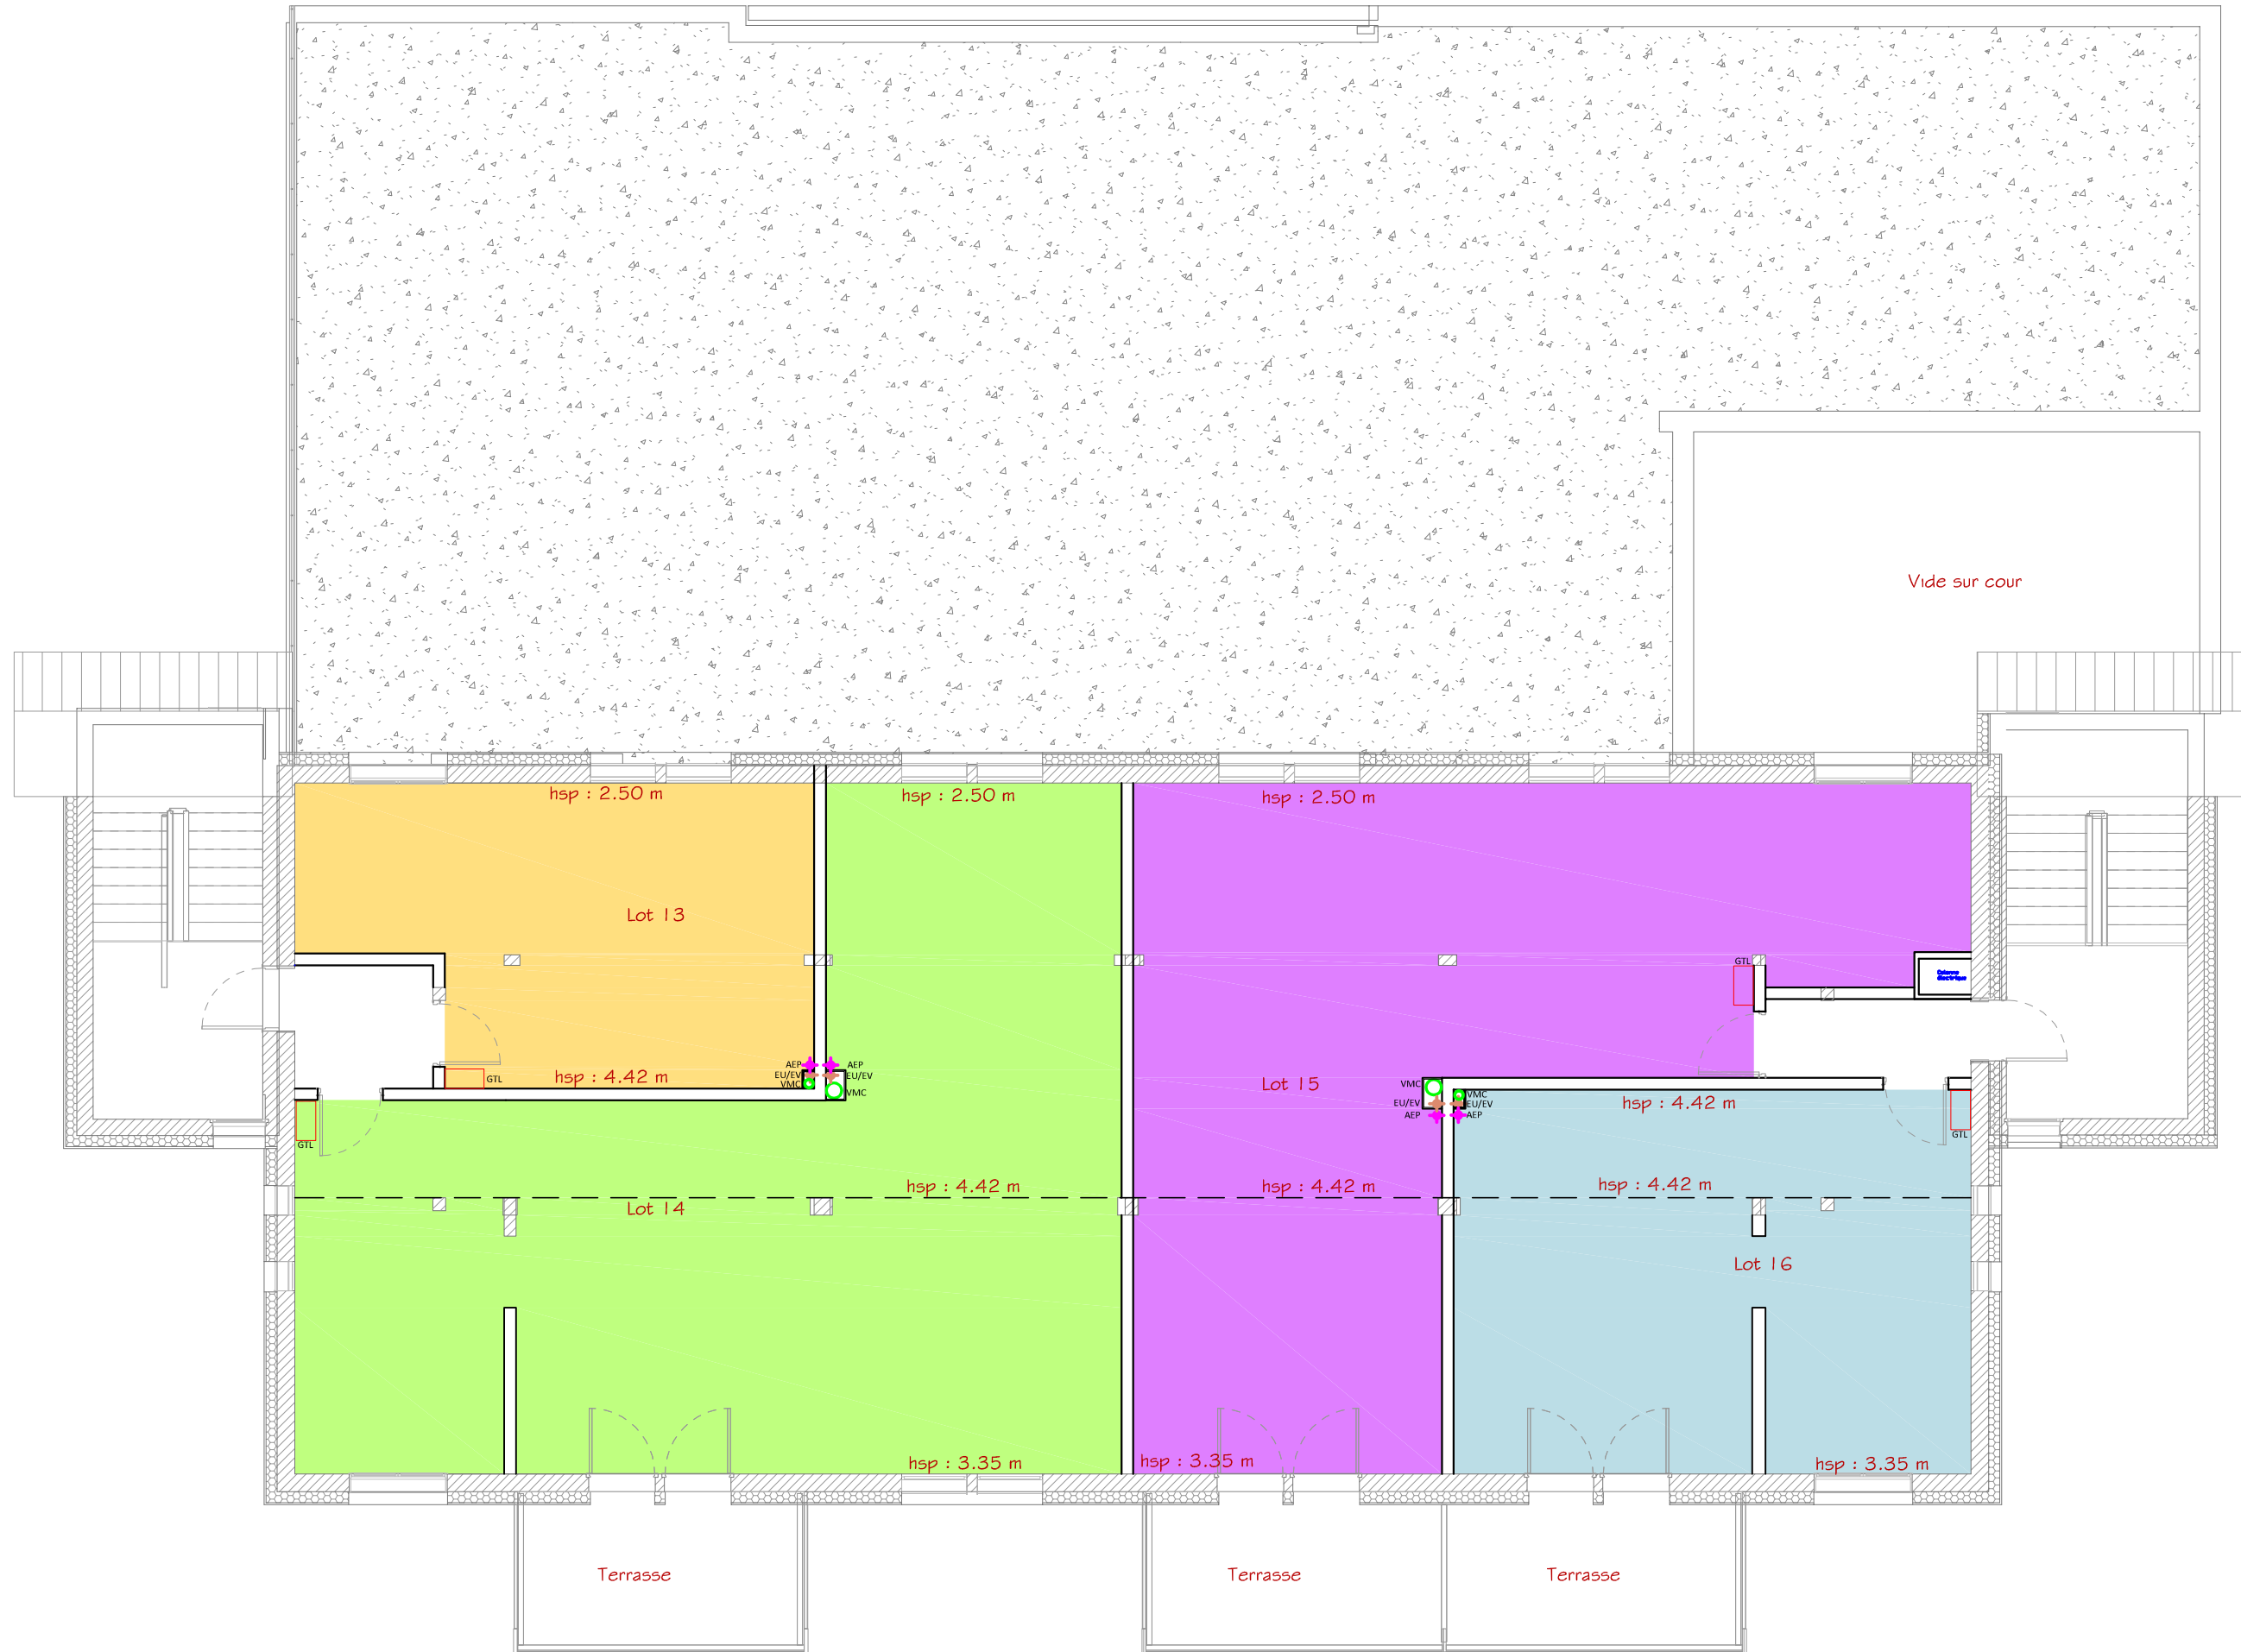 Vide sur cour
hsp : 2.50 m
hsp : 2.50 m
hsp : 2.50 m
Lot 13
GTL
Colonne
électrique
AEP
AEP
EU/EV
EU/EV
VMC
VMC
hsp : 4.42 m
GTL
Lot 15
VMC
VMC
EU/EV
EU/EV
AEP
AEP
hsp : 4.42 m
GTL
GTL
hsp : 4.42 m
hsp : 4.42 m
hsp : 4.42 m
Lot 14
Lot 16
hsp : 3.35 m
hsp : 3.35 m
hsp : 3.35 m
Terrasse
Terrasse
Terrasse